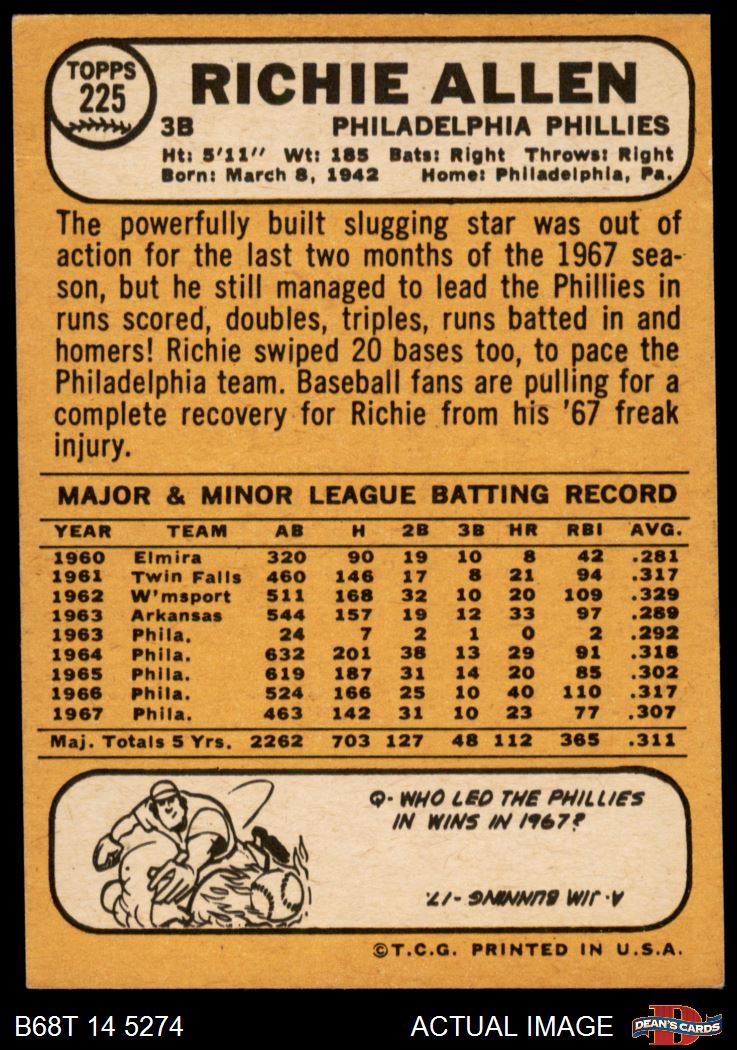 TOPPS
225
RICHIE ALLEN
3B PHILADELPHIA PHILLIES
Ht: 5'11" Wt: 185 Bats: Right Throws: Right
Born: March 8, 1942 Home: Philadelphia, Pa.
The powerfully built slugging star was out of
action for the last two months of the 1967 sea-
son, but he still managed to lead the Phillies in
runs scored, doubles, triples, runs batted in and
homers! Richie swiped 20 bases too, to pace the
Philadelphia team. Baseball fans are pulling for a
complete recovery for Richie from his '67 freak
injury.
MAJOR & MINOR LEAGUE BATTING RECORD
YEAR TEAM AB H 2B 3B HR RBI AVG.
1960 Elmira 320 90 19 10 8 42 .281
1961 Twin Falls 460 146 17 8 21 94 .317
1962 W'msport 511 168 32 10 20 109 .329
1963 Arkansas 544 157 19 12 33 97 .289
1963 Phila. 24 7 2 1 0 2 .292
1964 Phila. 632 201 38 13 29 91 .318
1965 Phila. 619 187 31 14 20 85 .302
1966 Phila. 524 166 25 10 40 110 .317
1967 Phila. 463 142 31 10 23 77 .307
Maj. Totals 5 Yrs. 2262 703 127 48 112 365 .311
Q- WHO LED THE PHILLIES
IN WINS IN 1967?
A- JIM BUNNING -17.
©T.C.G. PRINTED IN U.S.A.
B68T 14 5274 ACTUAL IMAGE
D
DEAN'S CARDS